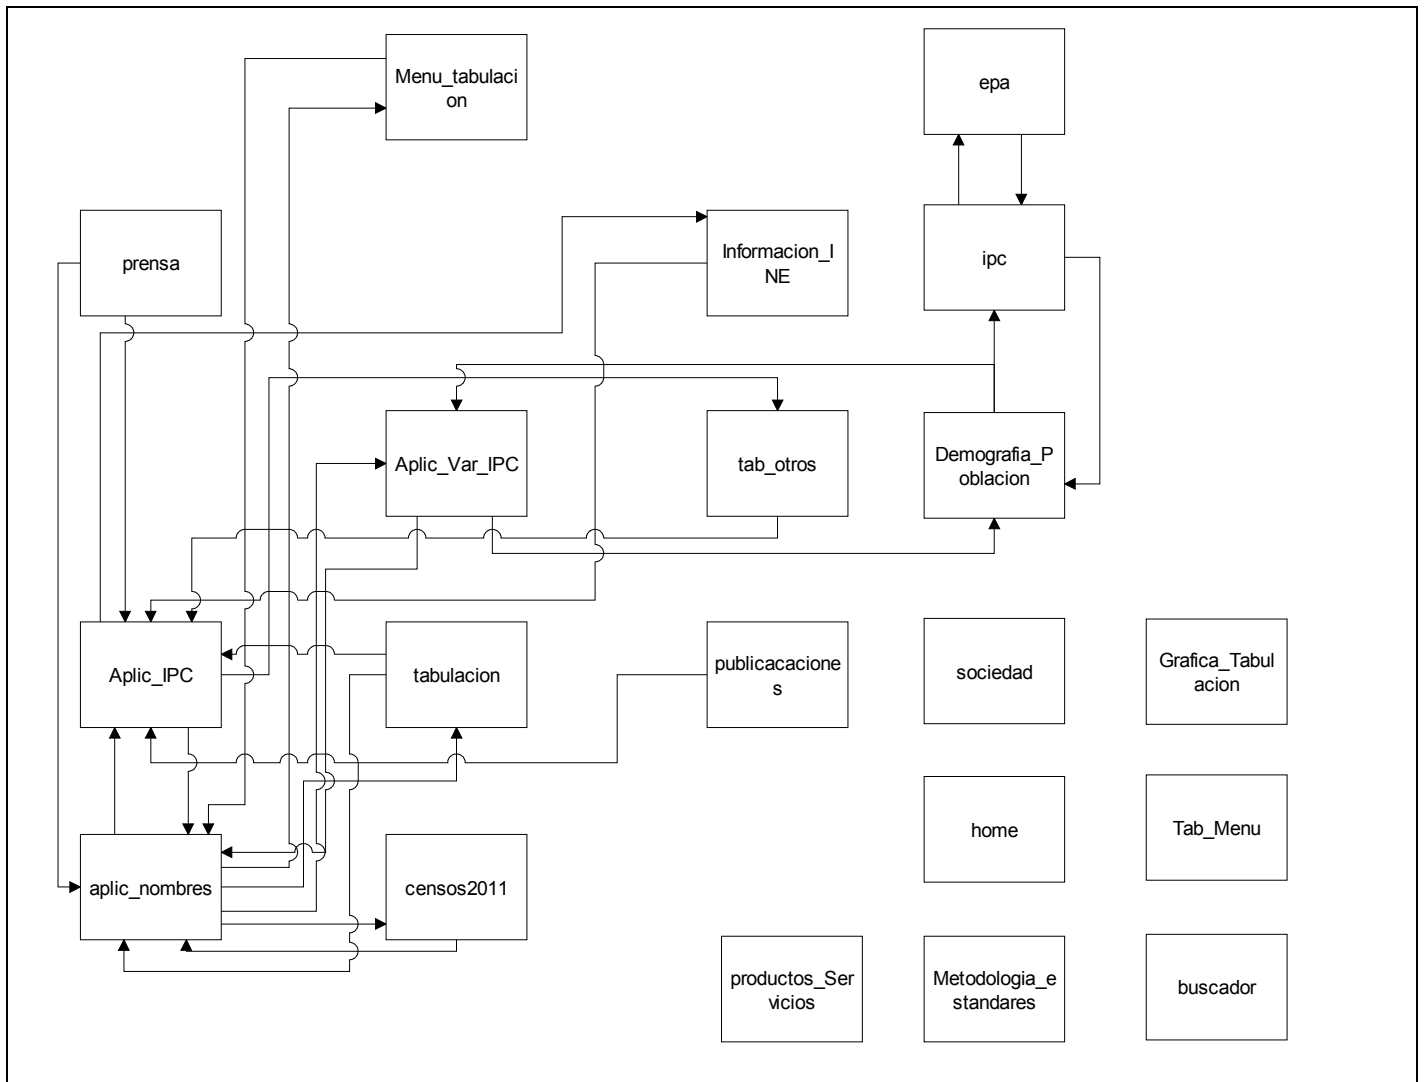 Menu_tabulaci
on
epa
prensa
Informacion_I
NE
ipc
Aplic_Var_IPC
tab_otros
Demografia_P
oblacion
Aplic_IPC
tabulacion
publicacacione
s
sociedad
Grafica_Tabul
acion
home
Tab_Menu
aplic_nombres
censos2011
productos_Ser
vicios
Metodologia_e
standares
buscador